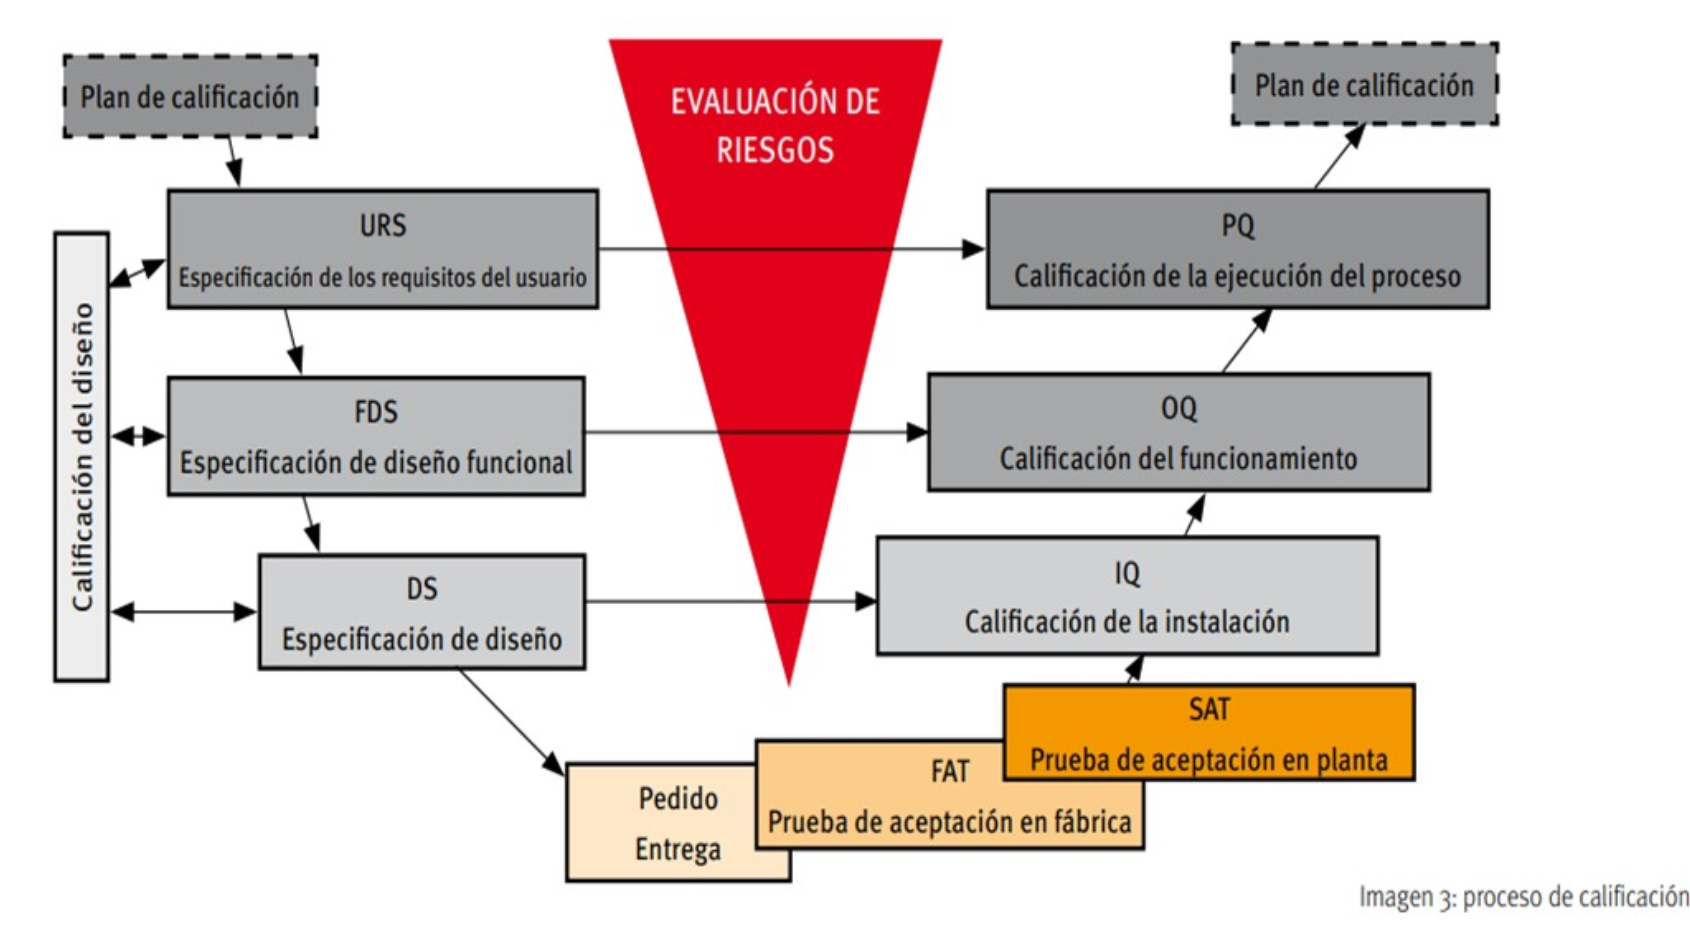 Plan de calificación
EVALUACIÓN DE
RIESGOS
Plan de calificación
URS
Especificación de los requisitos del usuario
PQ
Calificación de la ejecución del proceso
Calificación del diseño
FDS
Especificación de diseño funcional
OQ
Calificación del funcionamiento
DS
Especificación de diseño
IQ
Calificación de la instalación
SAT
Prueba de aceptación en planta
FAT
Prueba de aceptación en fábrica
Pedido
Entrega
Imagen 3: proceso de calificación